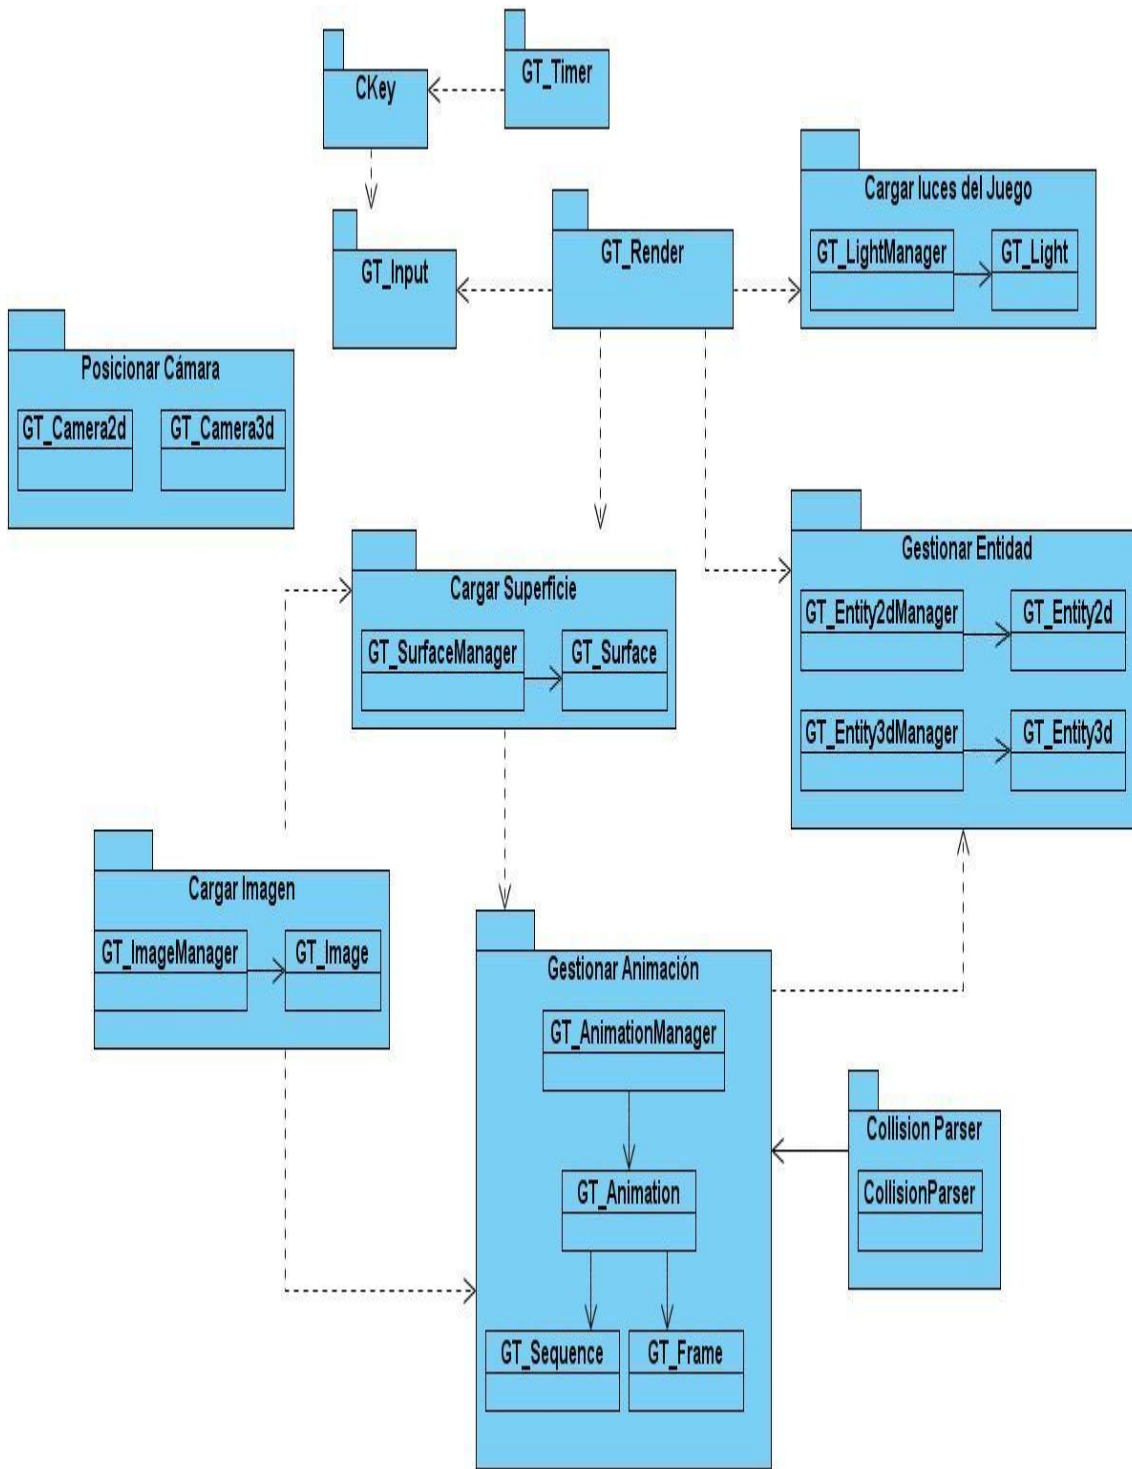 GT_Timer
CKey
Cargar luces del Juego
GT_LightManager
GT_Light
GT_Render
GT_Input
Posicionar Cámara
GT_Camera2d
GT_Camera3d
Gestionar Entidad
GT_Entity2dManager
GT_Entity2d
GT_Entity3dManager
GT_Entity3d
Cargar Superficie
GT_SurfaceManager
GT_Surface
Cargar Imagen
GT_ImageManager
GT_Image
Gestionar Animación
GT_AnimationManager
GT_Animation
GT_Sequence
GT_Frame
Collision Parser
CollisionParser